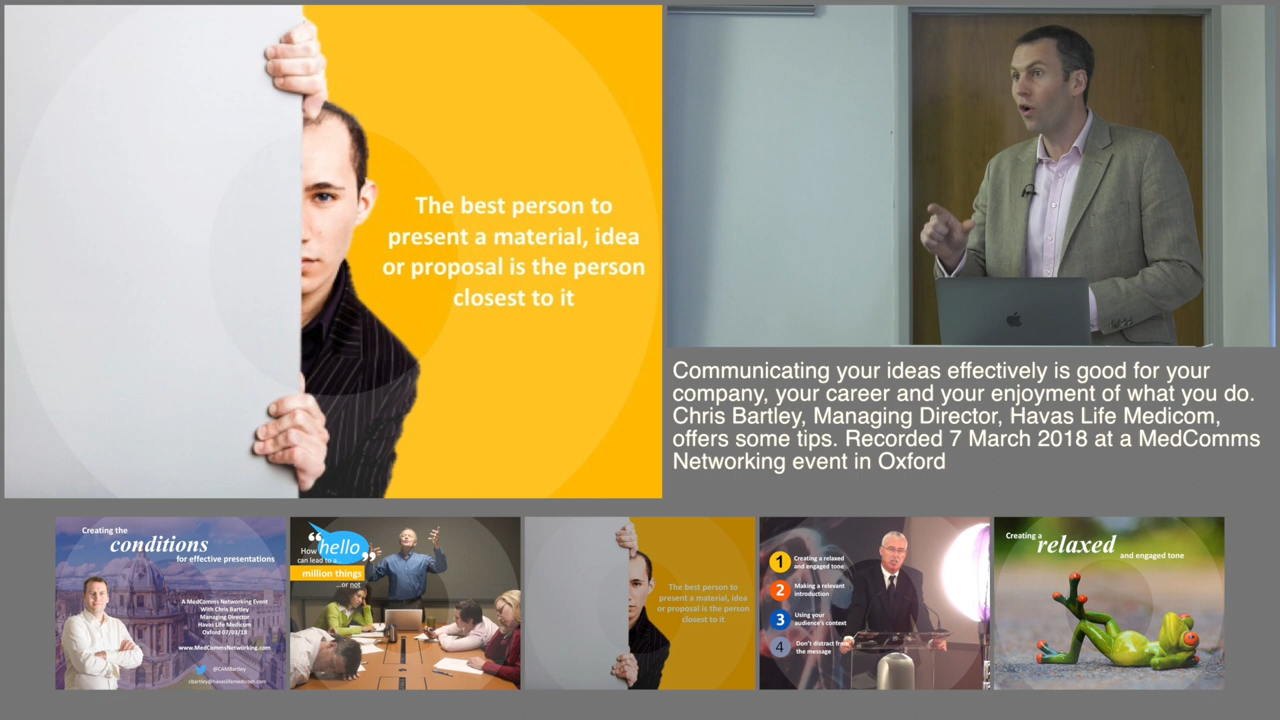 The best person to
present a material, idea
or proposal is the person
closest to it
Communicating your ideas effectively is good for your
company, your career and your enjoyment of what you do.
Chris Bartley, Managing Director, Havas Life Medicom,
offers some tips. Recorded 7 March 2018 at a MedComms
Networking event in Oxford
Creating the
conditions
for effective presentations
A MedComms Networking Event
With Chris Bartley
Managing Director
Havas Life Medicom
Oxford 07/03/18
www.MedCommsNetworking.com
@CAMBartley
cbartley@havaslifemedicom.com
How “hello”
can lead to a
million things
...or not
The best person to
present a material, idea
or proposal is the person
closest to it
1 Creating a relaxed
and engaged tone
2 Making a relevant
introduction
3 Using your
audience's context
4 Don't distract from
the message
Creating a
relaxed
and engaged tone